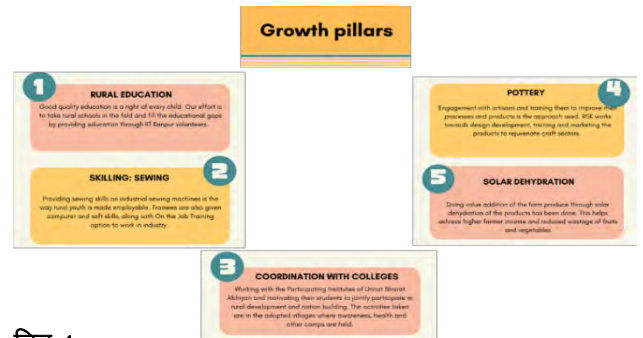 Growth pillars
1
RURAL EDUCATION
Good quality education is a right of every child. Our effort is
to take rural schools in the fold and fill the educational gaps
by providing education through IIT Kanpur volunteers.
2
SKILLING: SEWING
Providing sewing skills on industrial sewing machines is the
way rural youth is made employable. Trainees are also given
computer and soft skills, along with On the Job Training
option to work in industry.
3
COORDINATION WITH COLLEGES
Working with the Participating Institutes of Unnat Bharat
Abhiyan and motivating their students to jointly participate in
rural development and nation building. The activities taken
are in the adopted villages where awareness, health and
other camps are held.
4
POTTERY
Engagement with artisans and training them to improve their
processes and products is the approach used. RSK works
towards design development, training and marketing the
products to rejuvenate craft sectors.
5
SOLAR DEHYDRATION
Doing value addition of the farm produce through solar
dehydration of the products has been done. This helps
achieve higher farmer income and reduced wastage of fruits
and vegetables.